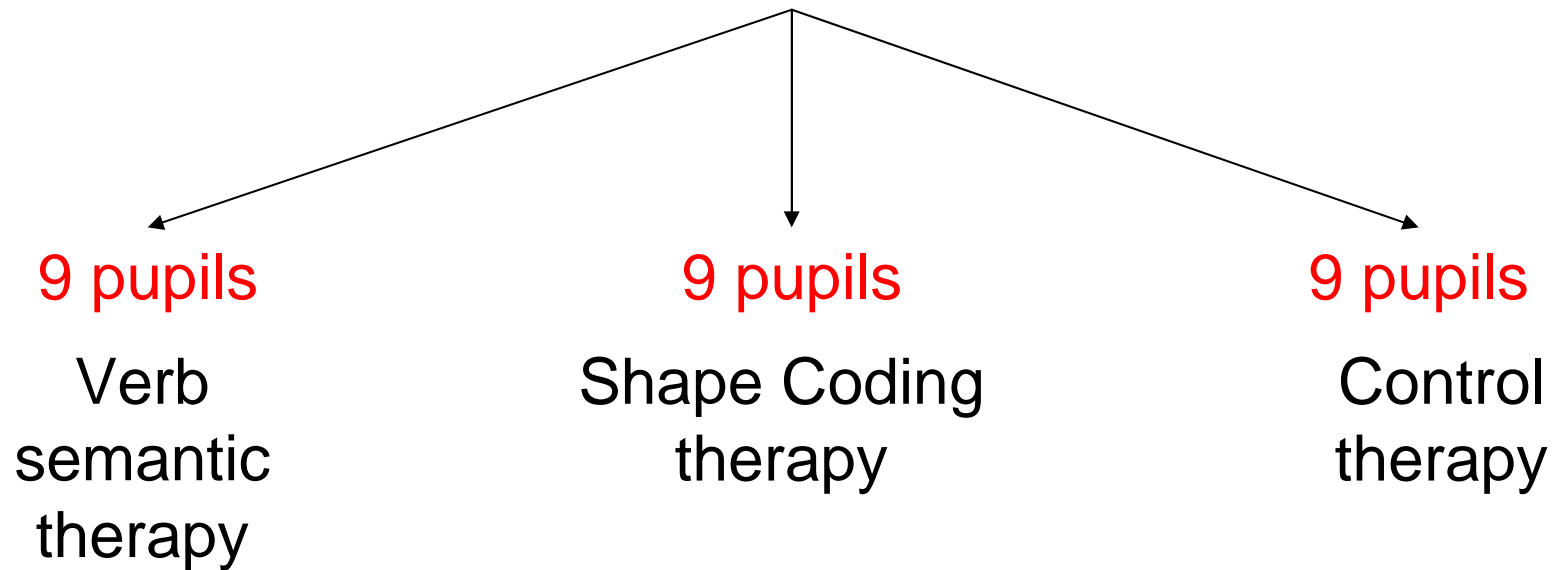 9 pupils
Verb
semantic
therapy
9 pupils
Shape Coding
therapy
9 pupils
Control
therapy